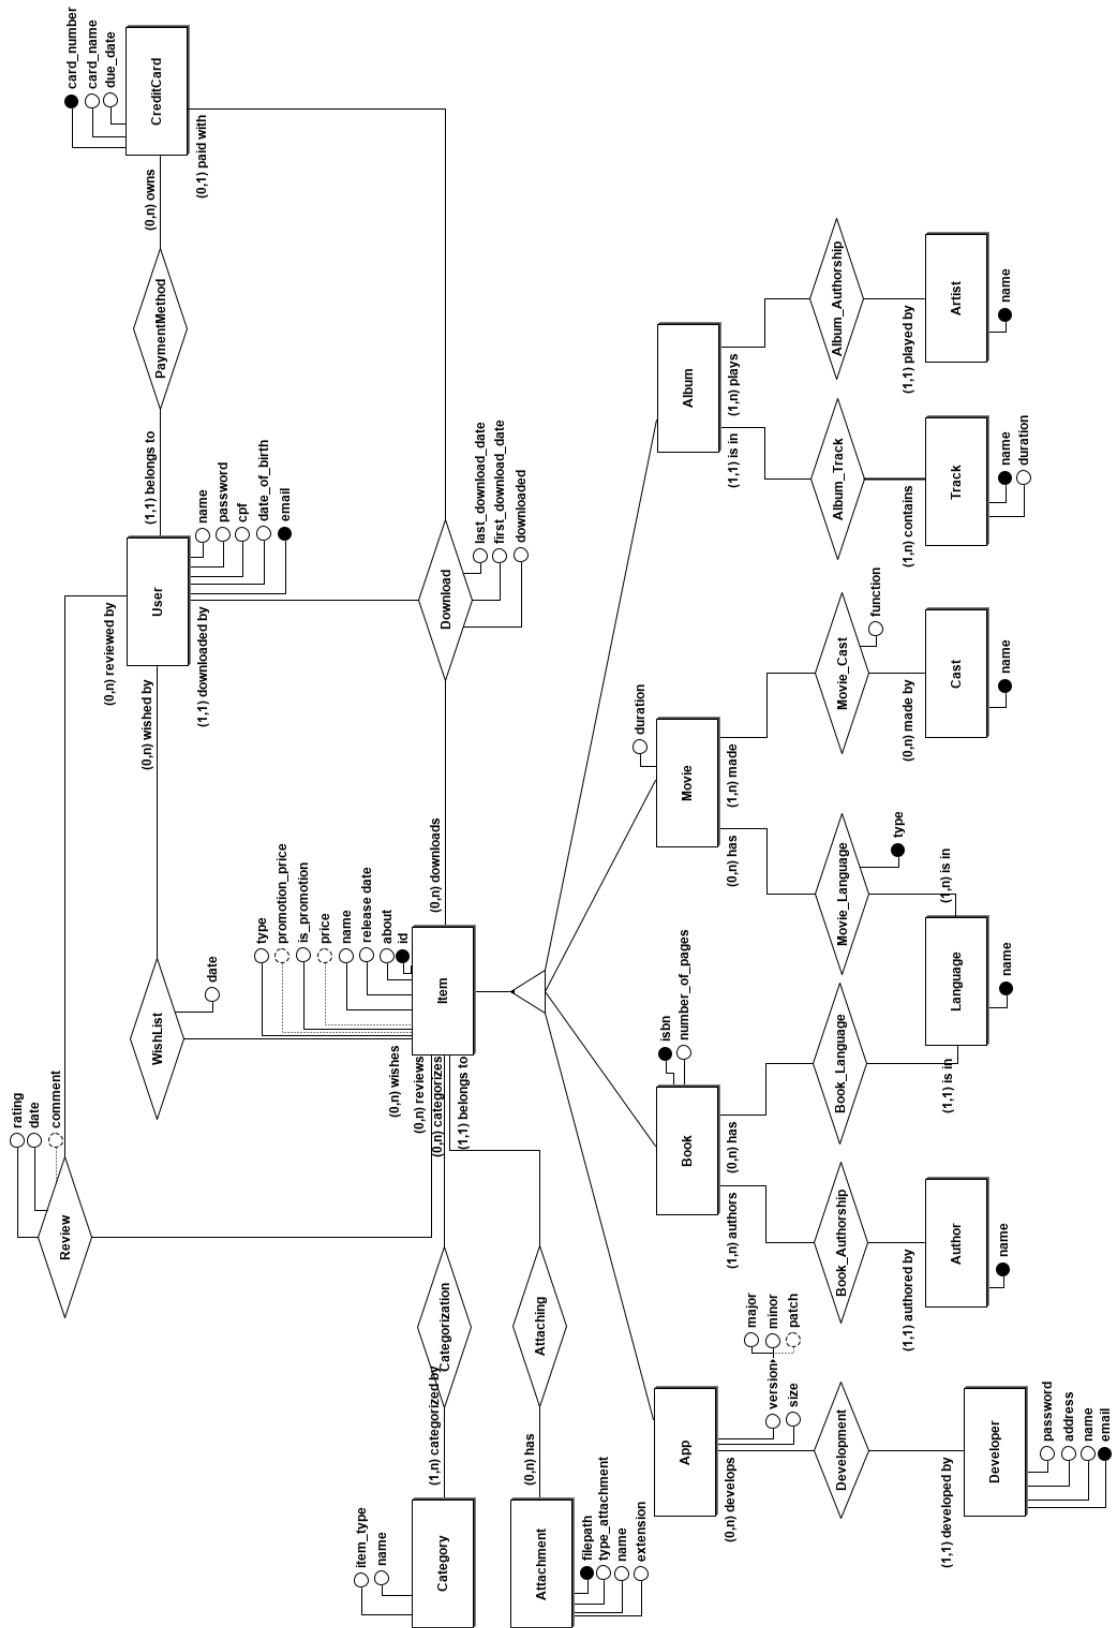 rating
date
comment
Review
(0,n) reviewed by
WishList
date
(0,n) wished by
User
(1,1) belongs to
name
password
cpf
date_of_birth
email
(1,1) downloaded by
PaymentMethod
(0,n) owns
card_number
card_name
due_date
CreditCard
(0,1) paid with
item_type
name
Category
(1,n) categorized by
Categorization
(0,n) wishes
(0,n) reviews
(0,n) categorizes
(1,1) belongs to
type
promotion_price
is_promotion
price
name
release date
about
id
Item
(0,n) downloads
Download
last_download_date
first_download_date
downloaded
Attachment
filepath
type_attachment
name
extension
(0,n) has
Attaching
App
version
size
major
minor
patch
(0,n) develops
Development
(1,1) developed by
Developer
password
address
name
email
Book
isbn
number_of_pages
(1,n) authors
(0,n) has
Book_Authorship
(1,1) authored by
Author
name
Book_Language
(1,1) is in
Language
name
Movie
duration
(0,n) has
(1,n) made
Movie_Language
type
(1,n) is in
Movie_Cast
function
(0,n) made by
Cast
name
Album
(1,1) is in
(1,n) plays
Album_Track
(1,n) contains
Track
name
duration
Album_Authorship
(1,1) played by
Artist
name